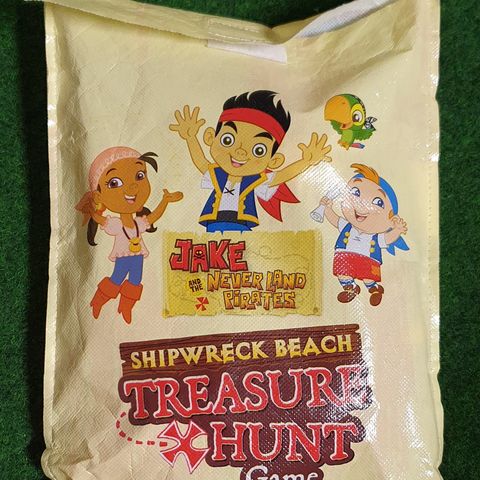 JAKE
AND THE NEVER LAND
PIRATES
SHIPWRECK BEACH
TREASURE
HUNT
Game